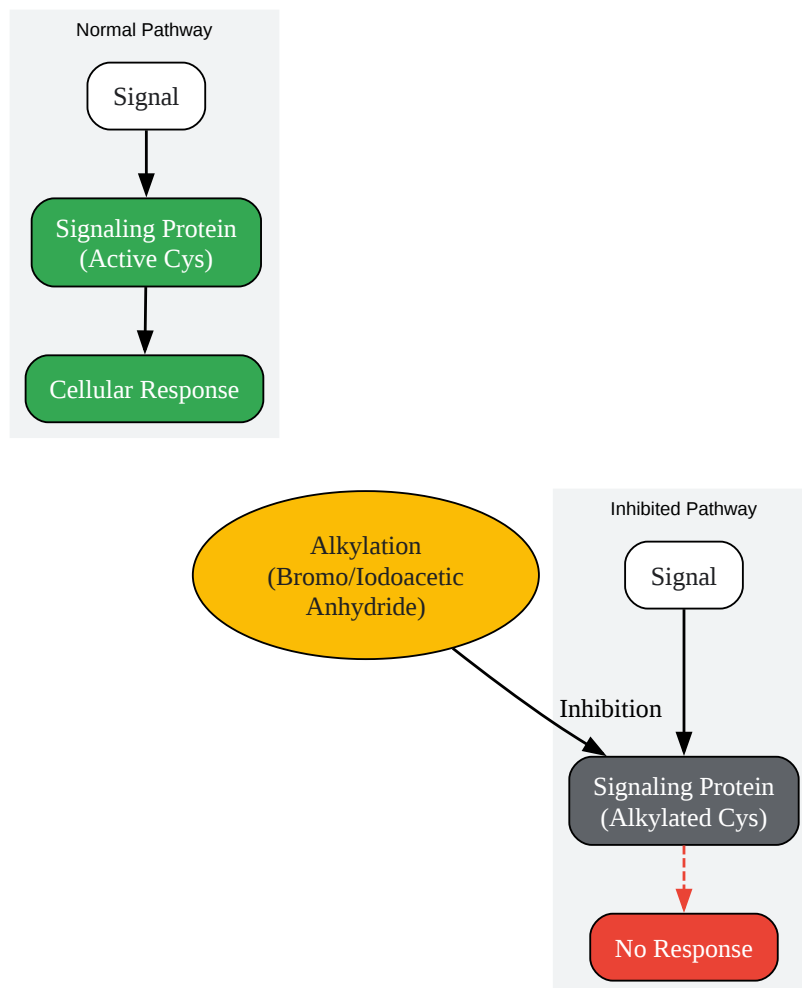 Normal Pathway
Signal
Signaling Protein
(Active Cys)
Cellular Response
Alkylation
(Bromo/Iodoacetic
Anhydride)
Inhibited Pathway
Signal
Inhibition
Signaling Protein
(Alkylated Cys)
No Response